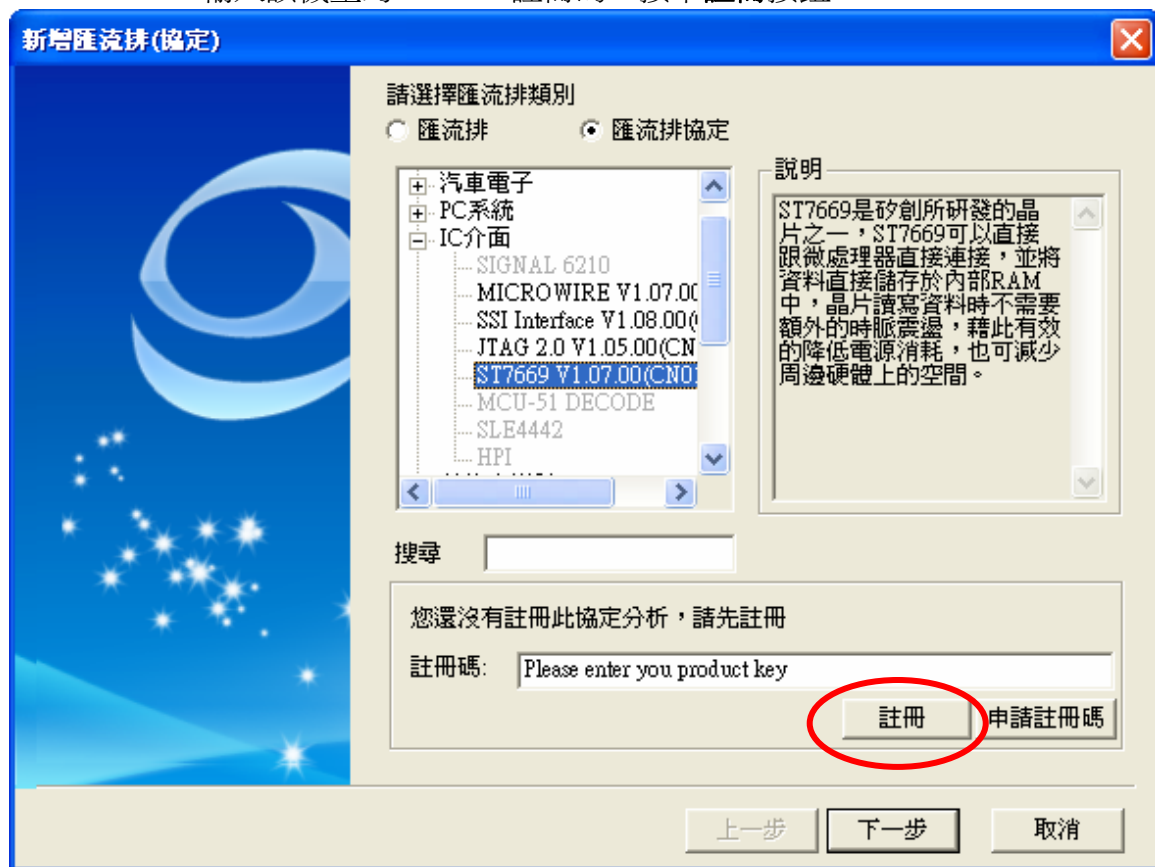 新增匯流排(協定)
請選擇匯流排類別
匯流排
匯流排協定
汽車電子
PC系統
IC介面
SIGNAL 6210
MICROWIRE V1.07.00
SSI Interface V1.08.00(
JTAG 2.0 V1.05.00(CN
ST7669 V1.07.00(CN01
MCU-51 DECODE
SLE4442
HPI
說明
ST7669是矽創所研發的晶
片之一，ST7669可以直接
跟微處理器直接連接，並將
資料直接儲存於內部RAM
中，晶片讀寫資料時不需要
額外的時脈震盪，藉此有效
的降低電源消耗，也可減少
周邊硬體上的空間。
搜尋
您還沒有註冊此協定分析，請先註冊
註冊碼:
Please enter you product key
註冊
申請註冊碼
上一步
下一步
取消